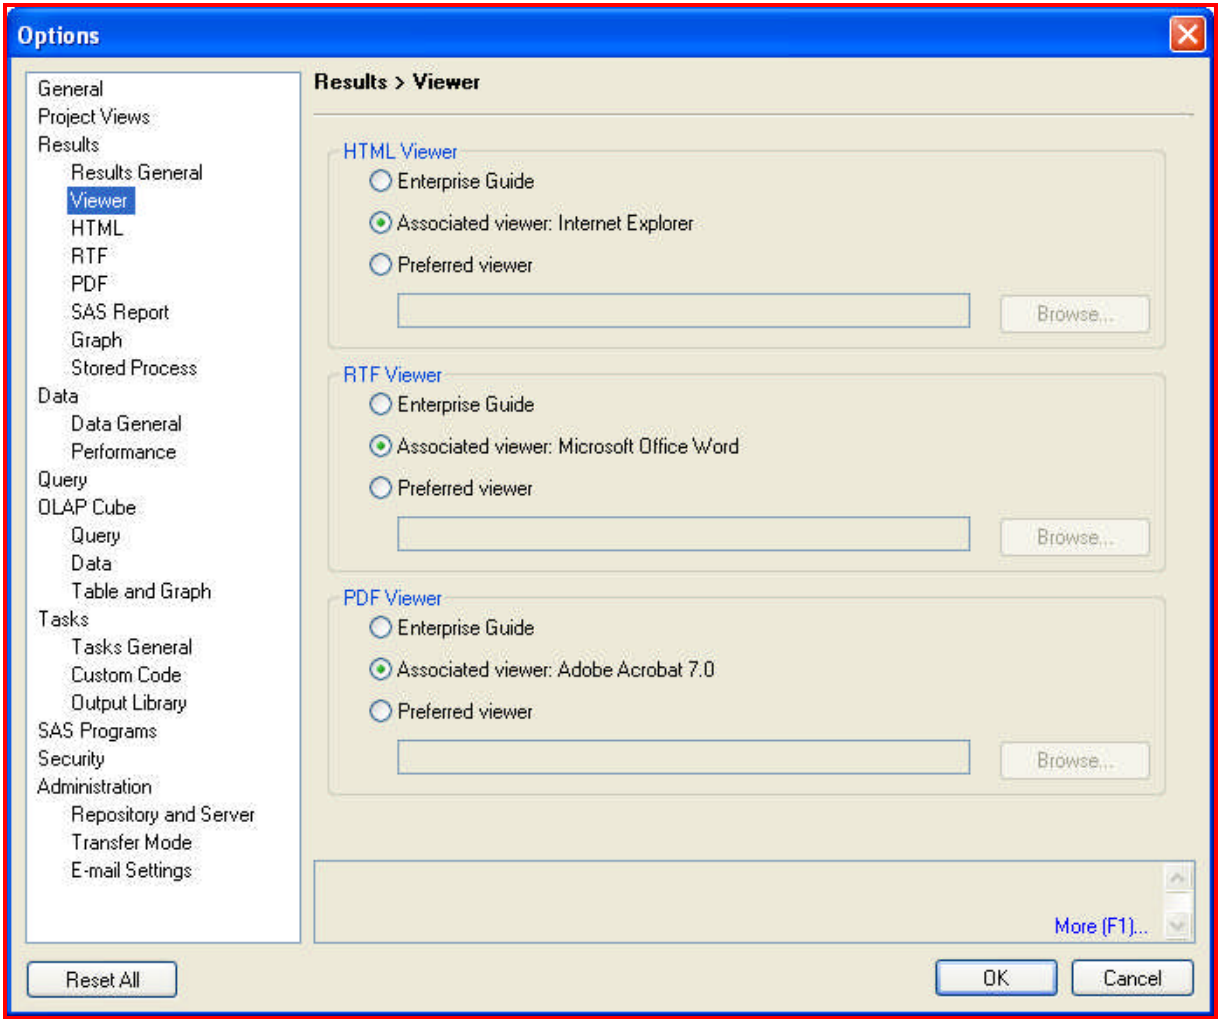 Options
General
Project Views
Results
Results General
Viewer
HTML
RTF
PDF
SAS Report
Graph
Stored Process
Data
Data General
Performance
Query
OLAP Cube
Query
Data
Table and Graph
Tasks
Tasks General
Custom Code
Output Library
SAS Programs
Security
Administration
Repository and Server
Transfer Mode
E-mail Settings
Results > Viewer
HTML Viewer
Enterprise Guide
Associated viewer: Internet Explorer
Preferred viewer
Browse...
RTF Viewer
Enterprise Guide
Associated viewer: Microsoft Office Word
Preferred viewer
Browse...
PDF Viewer
Enterprise Guide
Associated viewer: Adobe Acrobat 7.0
Preferred viewer
Browse...
More (F1)...
Reset All
OK
Cancel